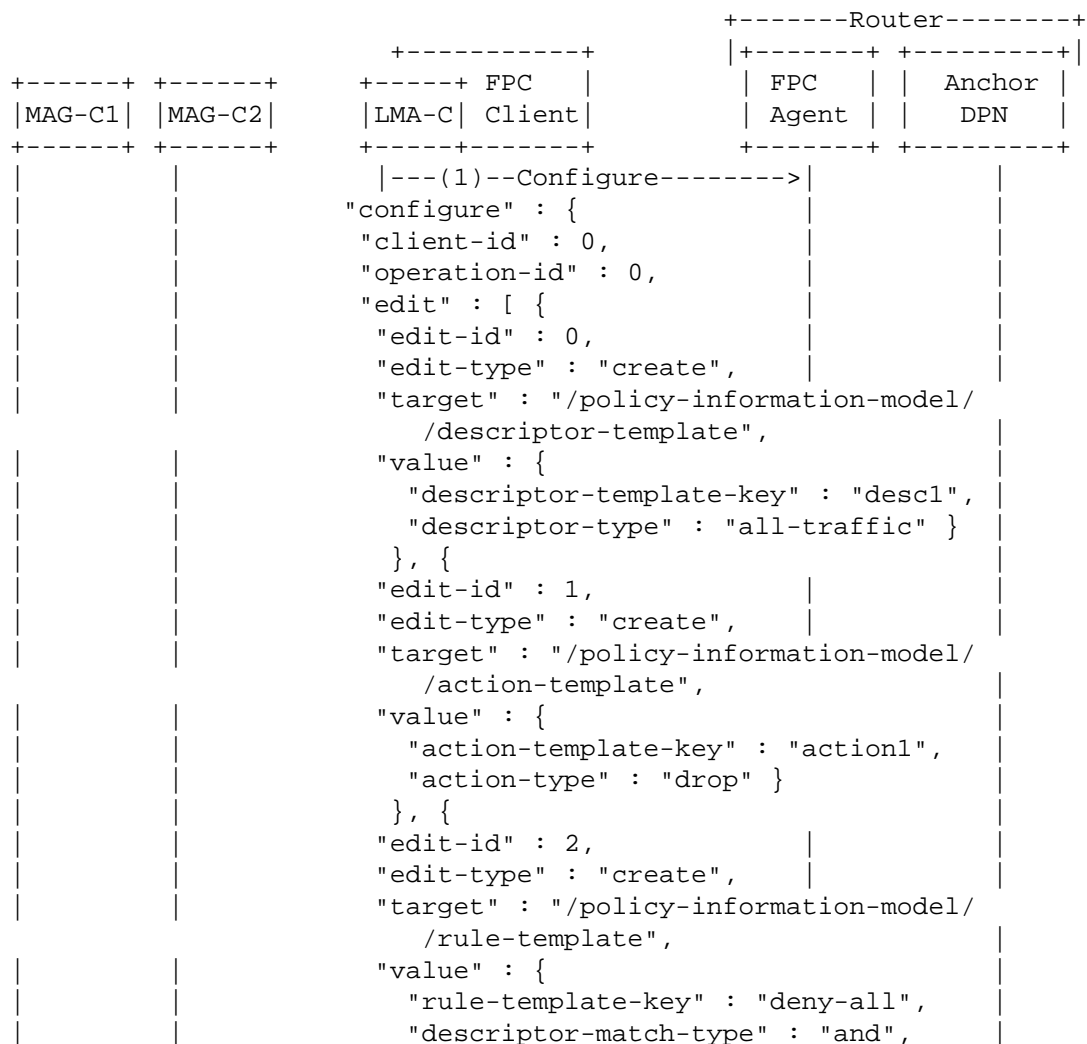 +-------Router--------+
                         +-----------+         |+-------+ +---------+|
+------+ +------+     +-----+ FPC    |          | FPC   | |  Anchor |
|MAG-C1| |MAG-C2|     |LMA-C| Client|          | Agent | |   DPN   |
+------+ +------+     +-----+-------+          +-------+ +---------+
|          |            |---(1)--Configure-------->|           |
|          |          "configure" : {              |           |
|          |           "client-id" : 0,            |           |
|          |           "operation-id" : 0,         |           |
|          |           "edit" : [ {                |           |
|          |            "edit-id" : 0,             |           |
|          |            "edit-type" : "create",    |           |
|          |            "target" : "/policy-information-model/
                           /descriptor-template",              |
|          |            "value" : {                            |
|          |              "descriptor-template-key" : "desc1", |
|          |              "descriptor-type" : "all-traffic" }  |
|          |             }, {                                  |
|          |            "edit-id" : 1,             |           |
|          |            "edit-type" : "create",    |           |
|          |            "target" : "/policy-information-model/
                           /action-template",                  |
|          |            "value" : {                            |
|          |              "action-template-key" : "action1",   |
|          |              "action-type" : "drop" }             |
|          |             }, {                                  |
|          |            "edit-id" : 2,             |           |
|          |            "edit-type" : "create",    |           |
|          |            "target" : "/policy-information-model/
                           /rule-template",                    |
|          |            "value" : {                            |
|          |              "rule-template-key" : "deny-all",    |
|          |              "descriptor-match-type" : "and",     |